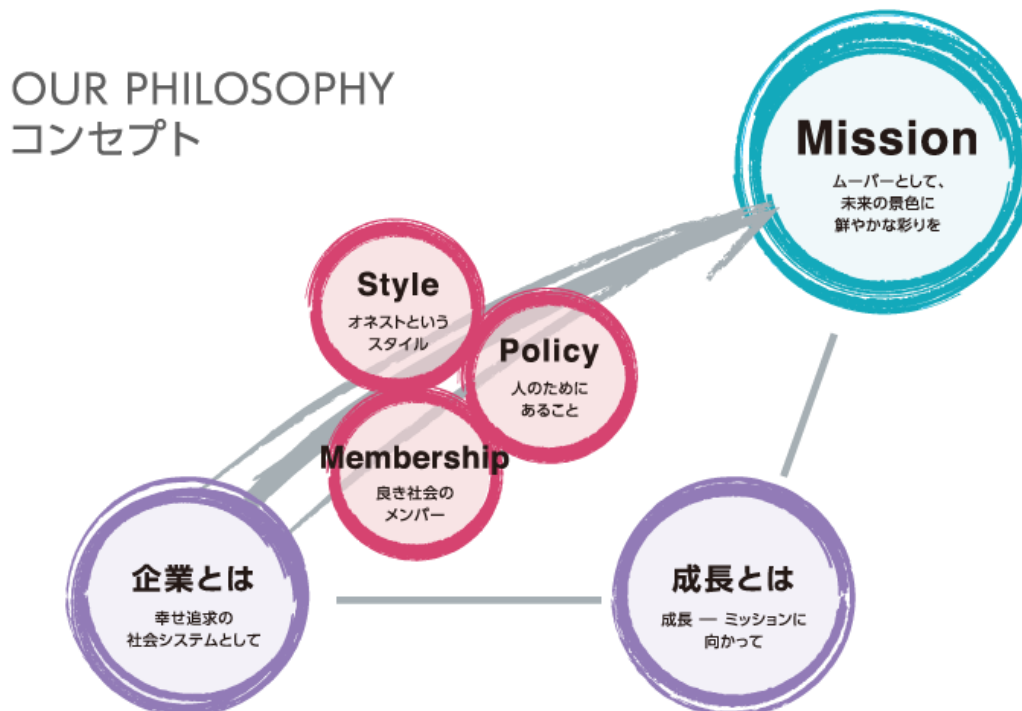 OUR PHILOSOPHY
コンセプト
Mission
ムーバーとして、
未来の景色に
鮮やかな彩りを
Style
オネストという
スタイル
Policy
人のために
あること
Membership
良き社会の
メンバー
企業とは
幸せ追求の
社会システムとして
成長とは
成長 ― ミッションに
向かって